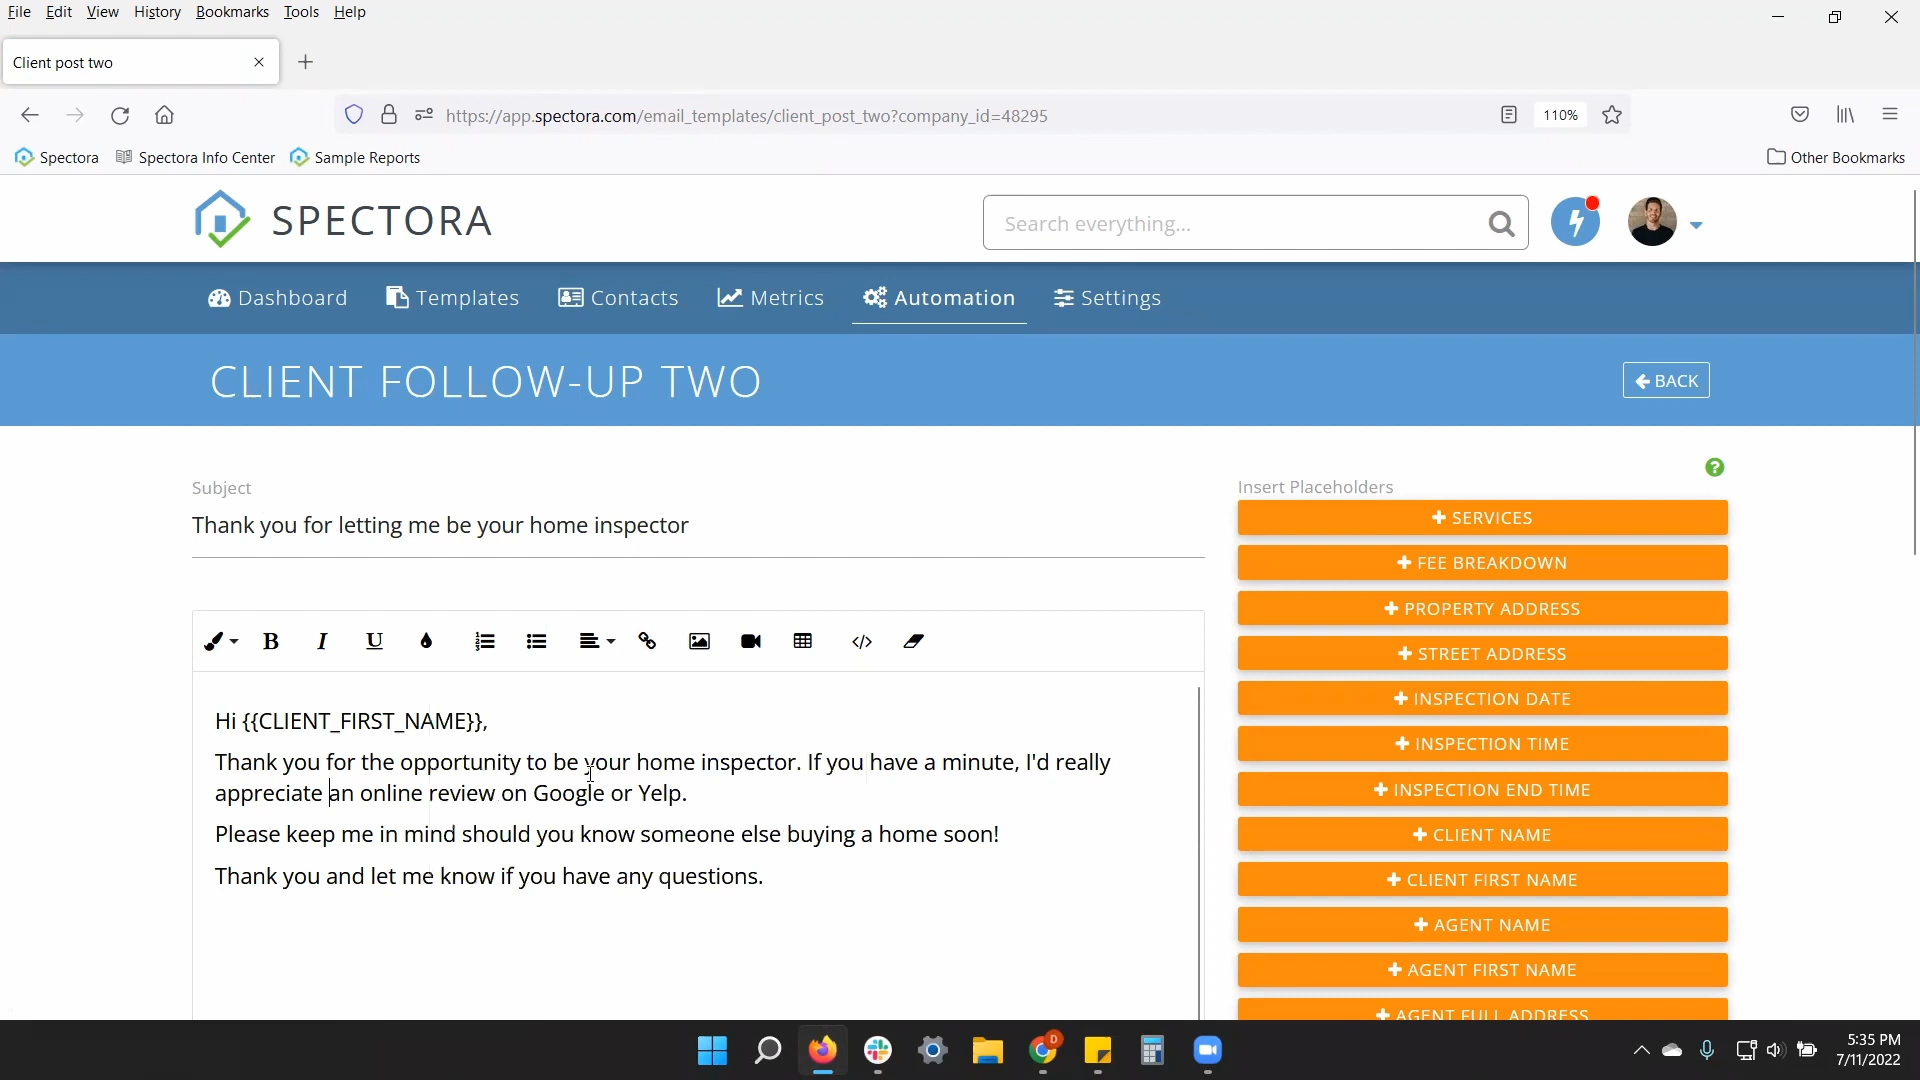 File Edit View History Bookmarks Tools Help
Client post two
https://app.spectora.com/email_templates/client_post_two?company_id=48295
110%
Spectora Spectora Info Center Sample Reports Other Bookmarks
SPECTORA
Search everything...
Dashboard Templates Contacts Metrics Automation Settings
CLIENT FOLLOW-UP TWO
BACK
Subject
Thank you for letting me be your home inspector
B I U
Hi {{CLIENT_FIRST_NAME}},
Thank you for the opportunity to be your home inspector. If you have a minute, I'd really
appreciate an online review on Google or Yelp.
Please keep me in mind should you know someone else buying a home soon!
Thank you and let me know if you have any questions.
?
Insert Placeholders
+ SERVICES
+ FEE BREAKDOWN
+ PROPERTY ADDRESS
+ STREET ADDRESS
+ INSPECTION DATE
+ INSPECTION TIME
+ INSPECTION END TIME
+ CLIENT NAME
+ CLIENT FIRST NAME
+ AGENT NAME
+ AGENT FIRST NAME
+ AGENT FULL ADDRESS
D
5:35 PM
7/11/2022